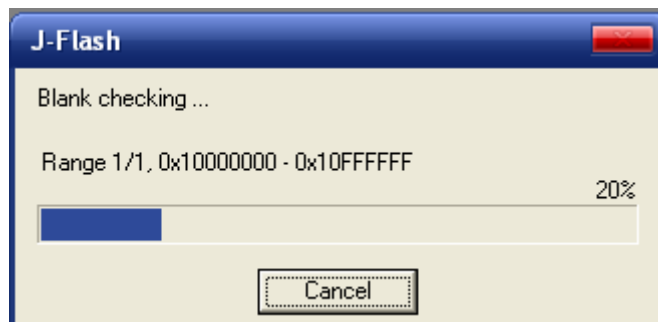 J-Flash
Blank checking ...
Range 1/1, 0x10000000 - 0x10FFFFFF
20%
Cancel